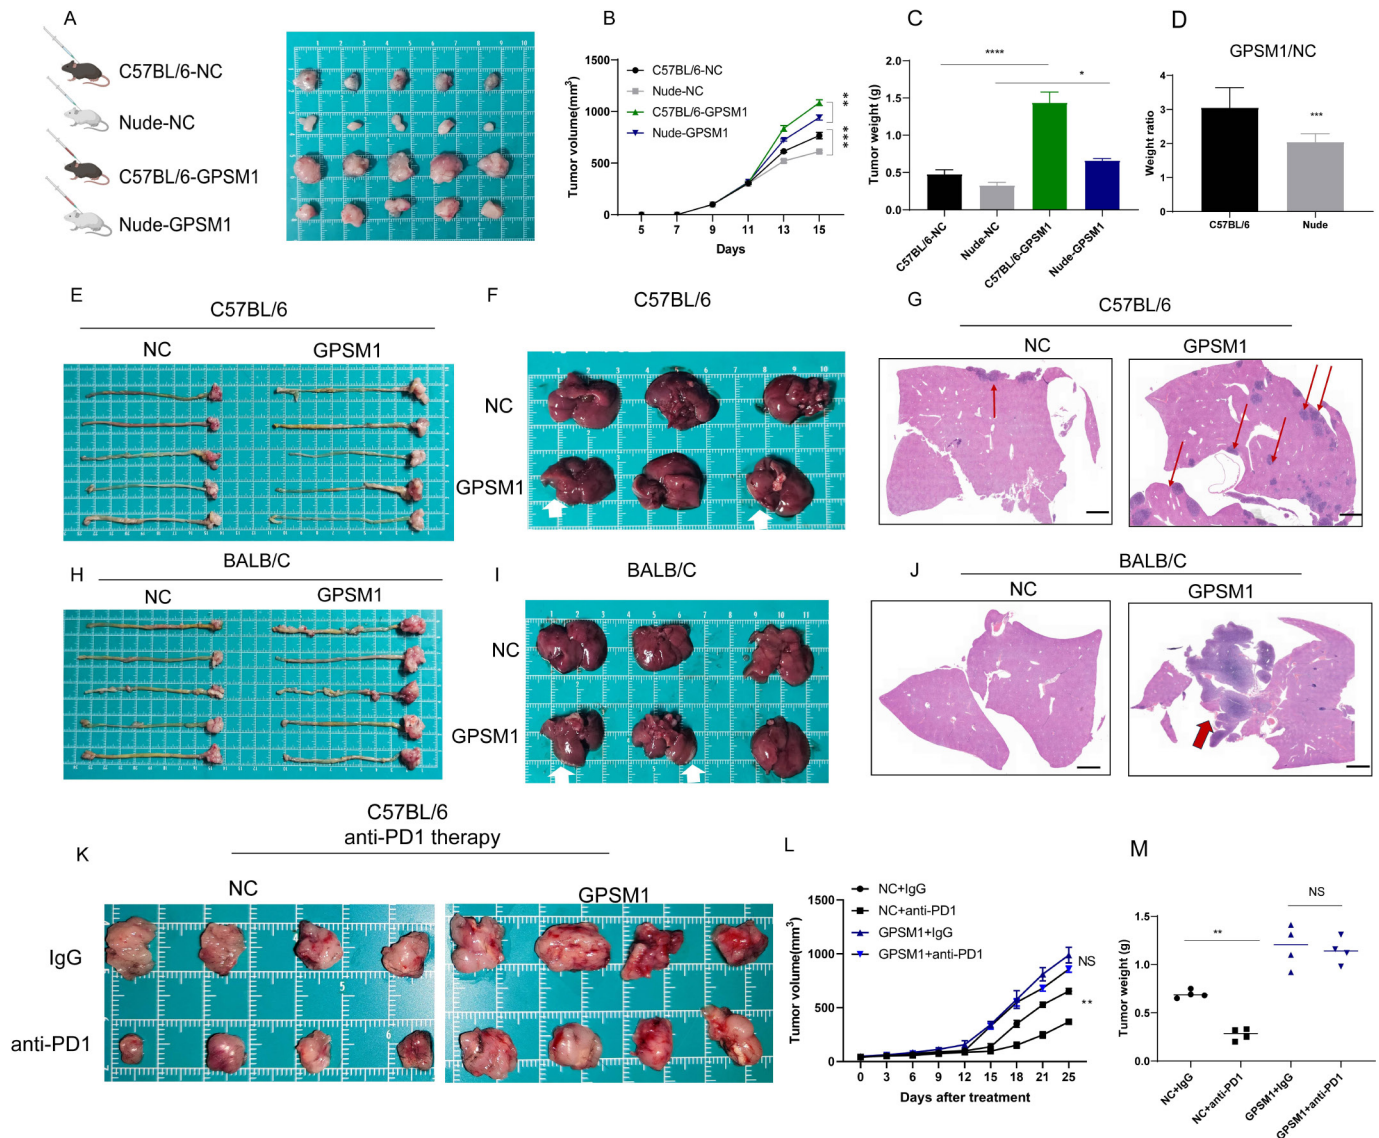 A
C57BL/6-NC
Nude-NC
C57BL/6-GPSM1
Nude-GPSM1
B
Tumor volume(mm³)
1500
1000
500
0
5 7 9 11 13 15
Days
C57BL/6-NC
Nude-NC
C57BL/6-GPSM1
Nude-GPSM1
**
***
C
Tumor weight (g)
2.0
1.5
1.0
0.5
0.0
****
*
C57BL/6-NC
Nude-NC
C57BL/6-GPSM1
Nude-GPSM1
D
GPSM1/NC
Weight ratio
4
3
2
1
0
***
C57BL/6
Nude
E
C57BL/6
NC
GPSM1
F
C57BL/6
NC
GPSM1
G
C57BL/6
NC
GPSM1
H
BALB/C
NC
GPSM1
I
BALB/C
NC
GPSM1
J
BALB/C
NC
GPSM1
K
C57BL/6
anti-PD1 therapy
NC
GPSM1
IgG
anti-PD1
5
6
L
NC+IgG
NC+anti-PD1
GPSM1+IgG
GPSM1+anti-PD1
Tumor volume(mm³)
1500
1000
500
0
NS
**
0 3 6 9 12 15 18 21 25
Days after treatment
M
Tumor weight (g)
1.5
1.0
0.5
0.0
**
NS
NC+IgG
NC+anti-PD1
GPSM1+IgG
GPSM1+anti-PD1